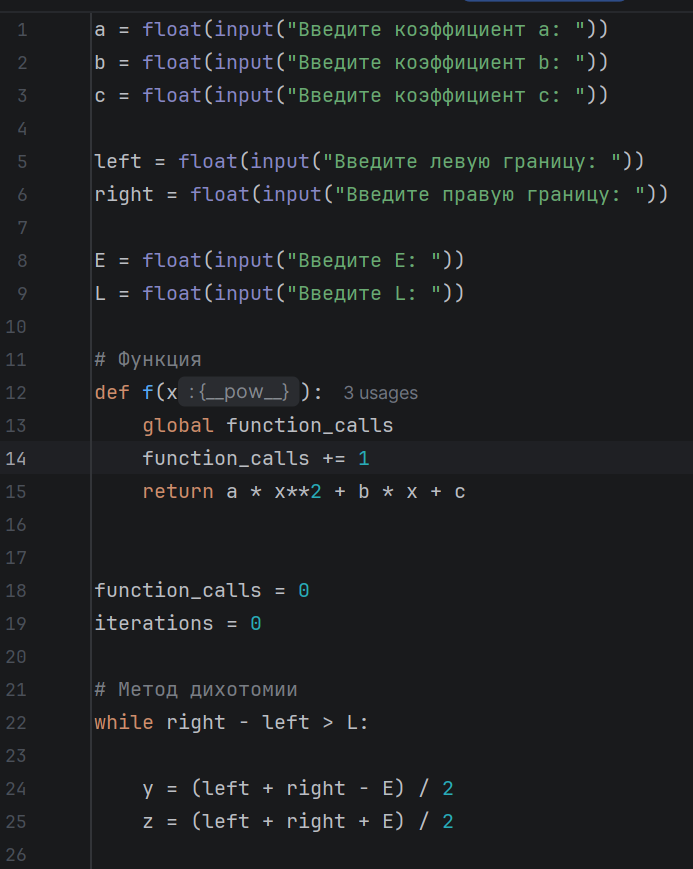 1 a = float(input("Введите коэффициент a: "))
2 b = float(input("Введите коэффициент b: "))
3 c = float(input("Введите коэффициент c: "))
4
5 left = float(input("Введите левую границу: "))
6 right = float(input("Введите правую границу: "))
7
8 E = float(input("Введите E: "))
9 L = float(input("Введите L: "))
10
11 # Функция
12 def f(x : {__pow__} ): 3 usages
13     global function_calls
14     function_calls += 1
15     return a * x**2 + b * x + c
16
17
18 function_calls = 0
19 iterations = 0
20
21 # Метод дихотомии
22 while right - left > L:
23
24     y = (left + right - E) / 2
25     z = (left + right + E) / 2
26